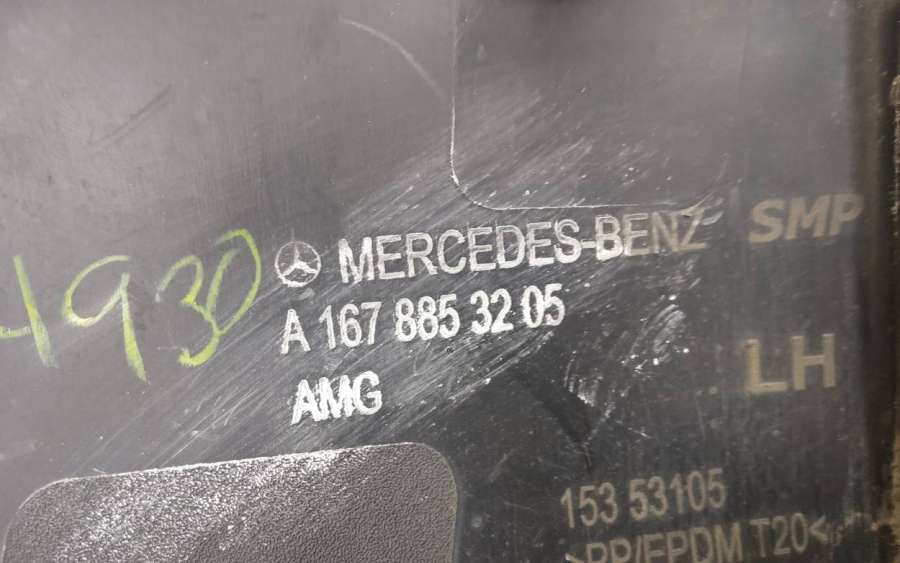 4930
MERCEDES-BENZ SMP
A 167 885 32 05
AMG
LH
153 53105
>PP/EPDM T20<